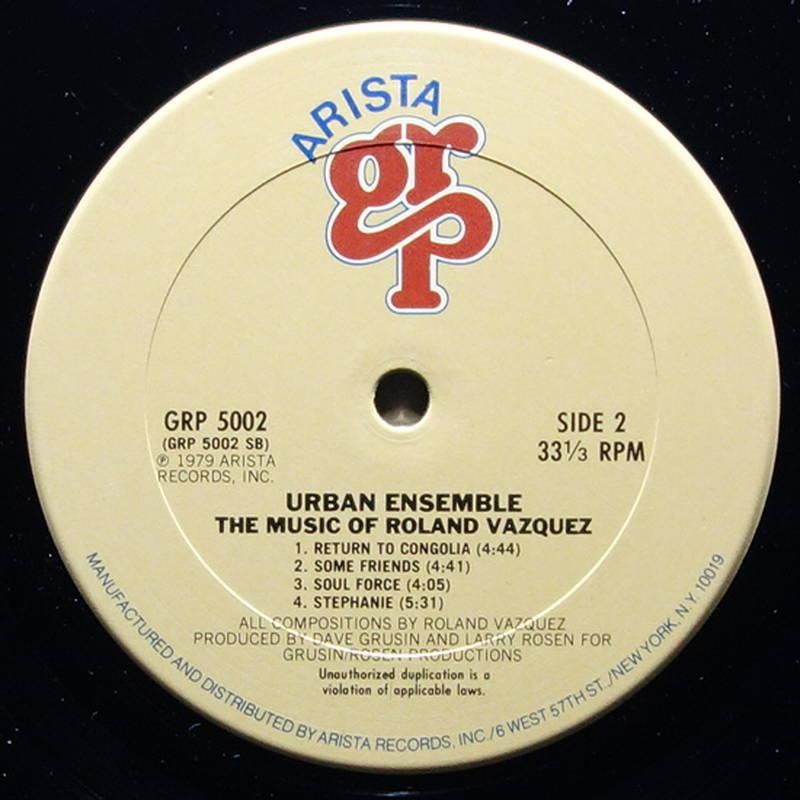 ARISTA
grp
GRP 5002
(GRP 5002 SB)
℗ 1979 ARISTA
RECORDS, INC.
SIDE 2
33⅓ RPM
URBAN ENSEMBLE
THE MUSIC OF ROLAND VAZQUEZ
1. RETURN TO CONGOLIA (4:44)
2. SOME FRIENDS (4:41)
3. SOUL FORCE (4:05)
4. STEPHANIE (5:31)
ALL COMPOSITIONS BY ROLAND VAZQUEZ
PRODUCED BY DAVE GRUSIN AND LARRY ROSEN FOR
GRUSIN/ROSEN PRODUCTIONS
Unauthorized duplication is a
violation of applicable laws.
MANUFACTURED AND DISTRIBUTED BY ARISTA RECORDS, INC./6 WEST 57TH ST./NEW YORK, N.Y. 10019